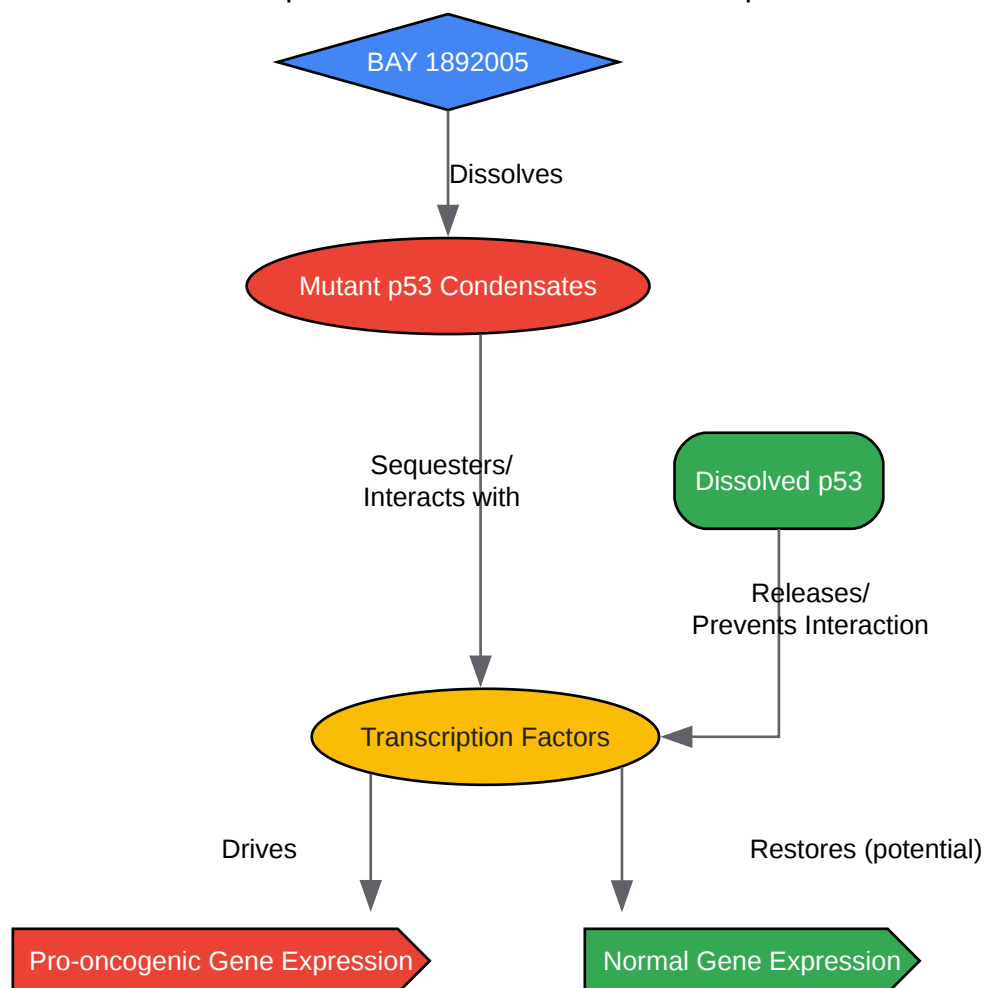 BAY 1892005
Dissolves
Mutant p53 Condensates
Sequesters/
Interacts with
Dissolved p53
Releases/
Prevents Interaction
Transcription Factors
Drives
Restores (potential)
Pro-oncogenic Gene Expression
Normal Gene Expression